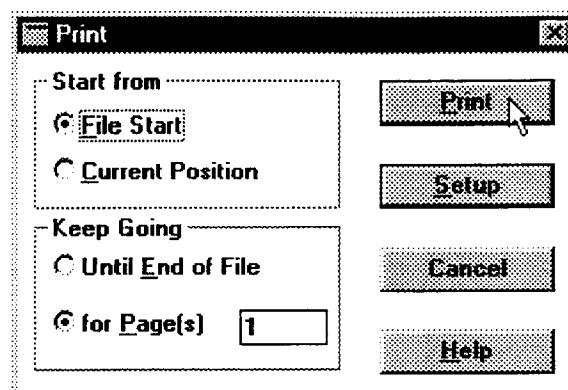 Print
Start from
File Start
Current Position
Keep Going
Until End of File
for Page(s) 1
Print
Setup
Cancel
Help